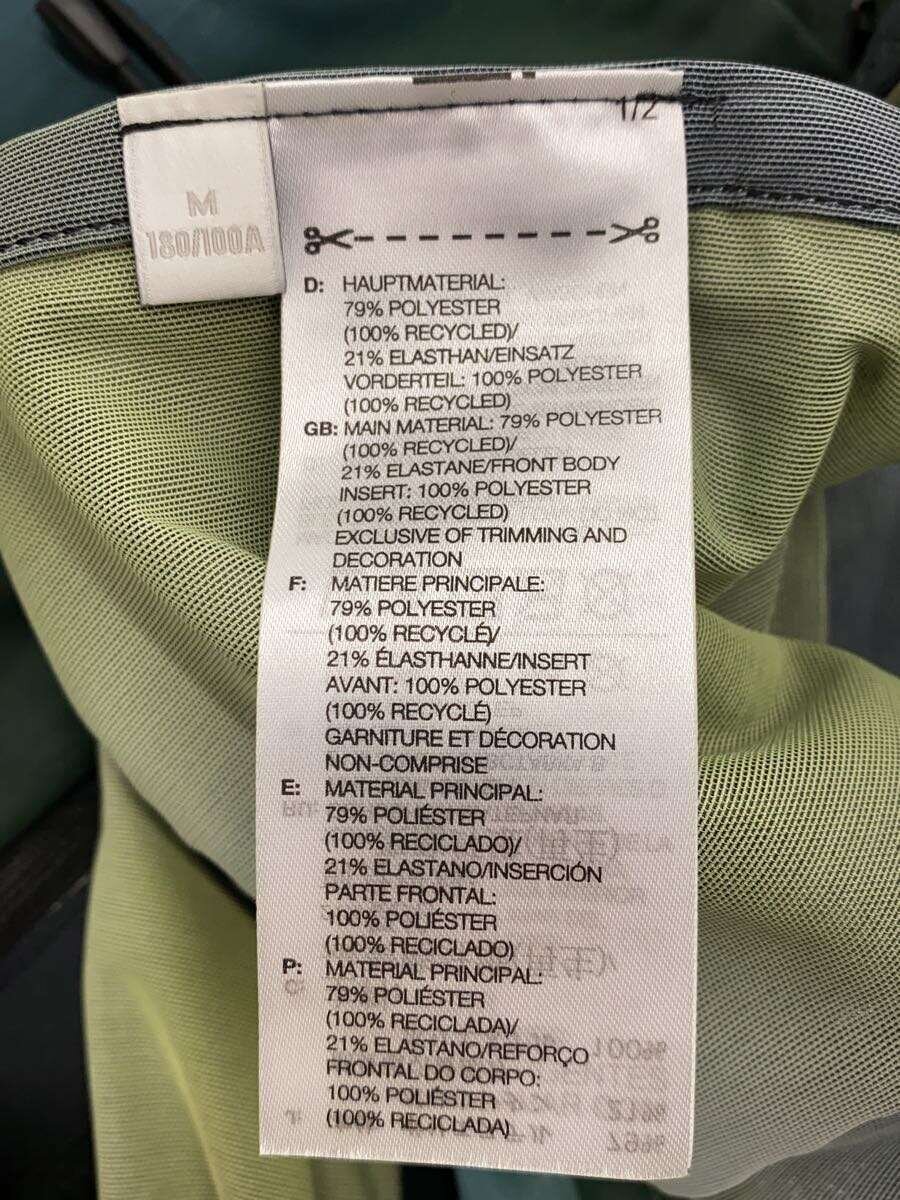 M
180/100A
1/2
D: HAUPTMATERIAL:
79% POLYESTER
(100% RECYCLED)/
21% ELASTHAN/EINSATZ
VORDERTEIL: 100% POLYESTER
(100% RECYCLED)
GB: MAIN MATERIAL: 79% POLYESTER
(100% RECYCLED)/
21% ELASTANE/FRONT BODY
INSERT: 100% POLYESTER
(100% RECYCLED)
EXCLUSIVE OF TRIMMING AND
DECORATION
F: MATIERE PRINCIPALE:
79% POLYESTER
(100% RECYCLÉ)/
21% ÉLASTHANNE/INSERT
AVANT: 100% POLYESTER
(100% RECYCLÉ)
GARNITURE ET DÉCORATION
NON-COMPRISE
E: MATERIAL PRINCIPAL:
79% POLIÉSTER
(100% RECICLADO)/
21% ELASTANO/INSERCIÓN
PARTE FRONTAL:
100% POLIÉSTER
(100% RECICLADO)
P: MATERIAL PRINCIPAL:
79% POLIÉSTER
(100% RECICLADA)/
21% ELASTANO/REFORÇO
FRONTAL DO CORPO:
100% POLIÉSTER
(100% RECICLADA)